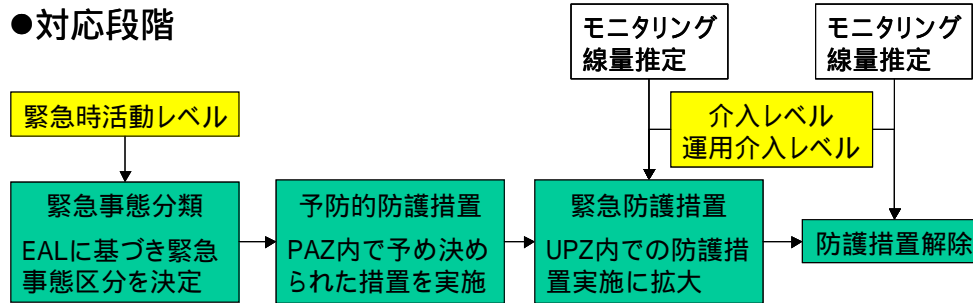 ●対応段階
モニタリング
線量推定
モニタリング
線量推定
緊急時活動レベル
介入レベル
運用介入レベル
緊急事態分類
EALに基づき緊急
事態区分を決定
予防的防護措置
PAZ内で予め決め
られた措置を実施
緊急防護措置
UPZ内での防護措
置実施に拡大
防護措置解除